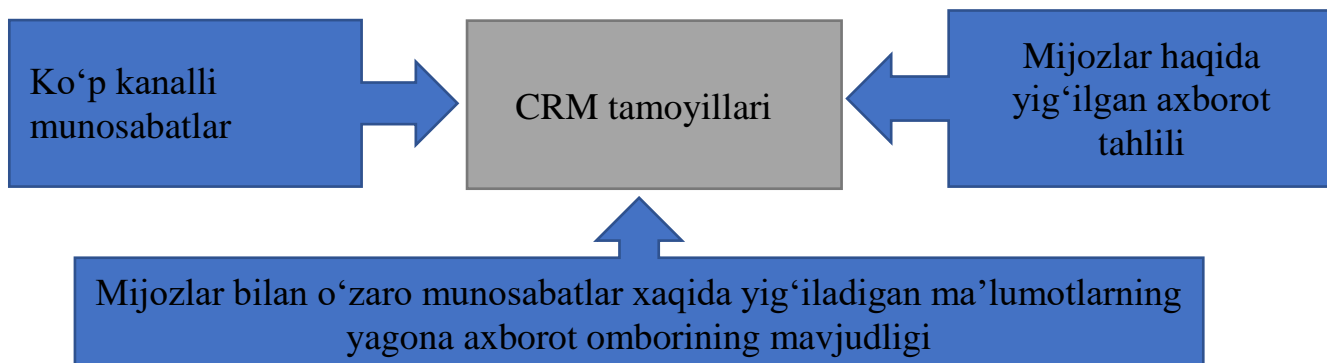 Ko‘p kanalli
munosabatlar
CRM tamoyillari
Mijozlar haqida
yig‘ilgan axborot
tahlili
Mijozlar bilan o‘zaro munosabatlar xaqida yig‘iladigan ma’lumotlarning
yagona axborot omborining mavjudligi